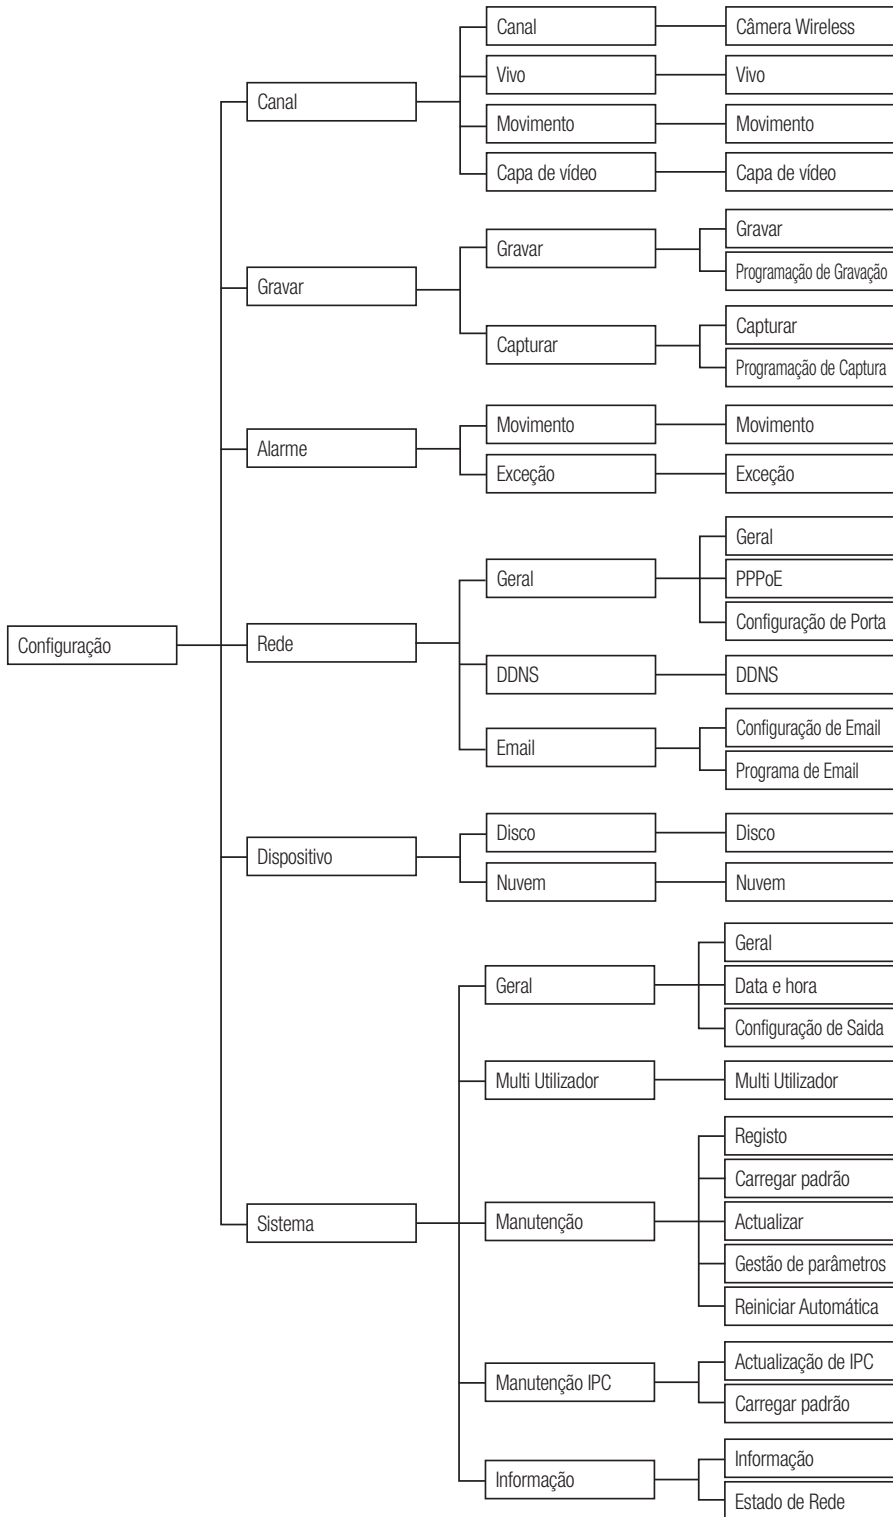 Configuração
Canal
Canal
Câmera Wireless
Vivo
Vivo
Movimento
Movimento
Capa de vídeo
Capa de vídeo
Gravar
Gravar
Gravar
Programação de Gravação
Capturar
Capturar
Programação de Captura
Alarme
Movimento
Movimento
Exceção
Exceção
Rede
Geral
Geral
PPPoE
Configuração de Porta
DDNS
DDNS
Email
Configuração de Email
Programa de Email
Dispositivo
Disco
Disco
Nuvem
Nuvem
Sistema
Geral
Geral
Data e hora
Configuração de Saida
Multi Utilizador
Multi Utilizador
Manutenção
Registo
Carregar padrão
Actualizar
Gestão de parâmetros
Reiniciar Automática
Manutenção IPC
Actualização de IPC
Carregar padrão
Informação
Informação
Estado de Rede